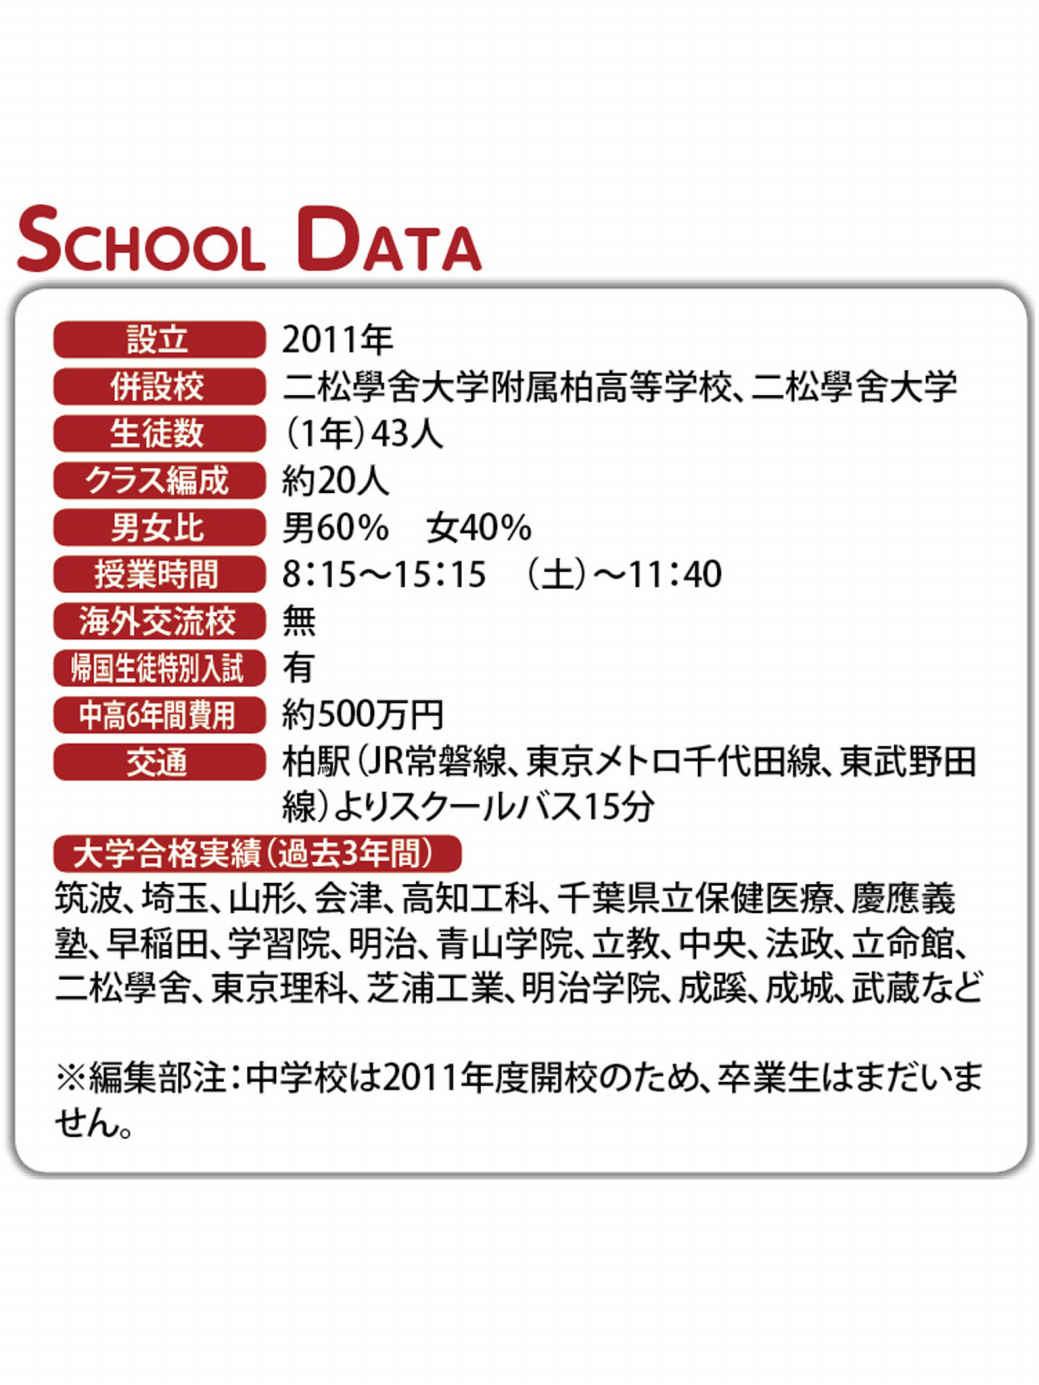 SCHOOL DATA
設立 2011年
併設校 二松學舍大学附属柏高等学校、二松學舍大学
生徒数 （1年）43人
クラス編成 約20人
男女比 男60% 女40%
授業時間 8：15～15：15 （土）～11：40
海外交流校 無
帰国生徒特別入試 有
中高6年間費用 約500万円
交通 柏駅（JR常磐線、東京メトロ千代田線、東武野田
線）よりスクールバス15分
大学合格実績（過去3年間）
筑波、埼玉、山形、会津、高知工科、千葉県立保健医療、慶應義
塾、早稲田、学習院、明治、青山学院、立教、中央、法政、立命館、
二松學舍、東京理科、芝浦工業、明治学院、成蹊、成城、武蔵など
※編集部注：中学校は2011年度開校のため、卒業生はまだいま
せん。